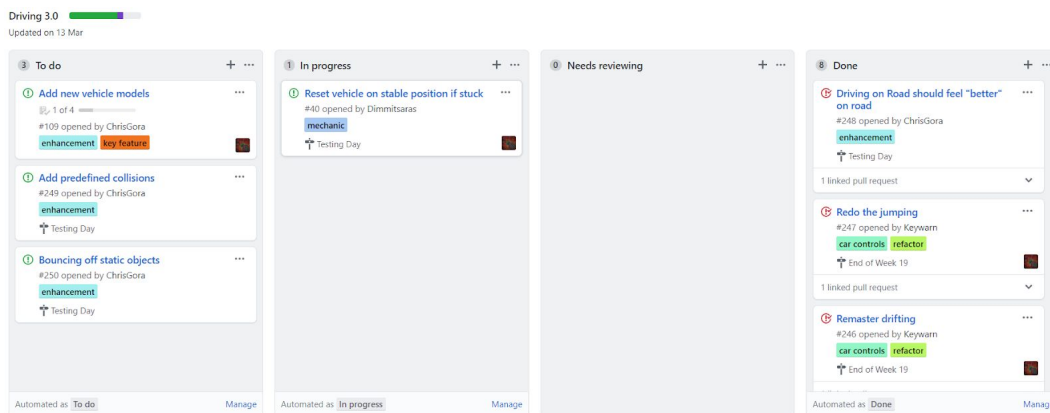 Driving 3.0
Updated on 13 Mar
3 To do
Add new vehicle models
1 of 4
#109 opened by ChrisGora
enhancement key feature
Add predefined collisions
#249 opened by ChrisGora
enhancement
Testing Day
Bouncing off static objects
#250 opened by ChrisGora
enhancement
Testing Day
Automated as To do Manage
1 In progress
Reset vehicle on stable position if stuck
#40 opened by Dimmitsaras
mechanic
Testing Day
Automated as In progress Manage
0 Needs reviewing
8 Done
Driving on Road should feel "better"
on road
#248 opened by ChrisGora
enhancement
Testing Day
1 linked pull request
Redo the jumping
#247 opened by Keywarn
car controls refactor
End of Week 19
1 linked pull request
Remaster drifting
#246 opened by Keywarn
car controls refactor
End of Week 19
Automated as Done Manag